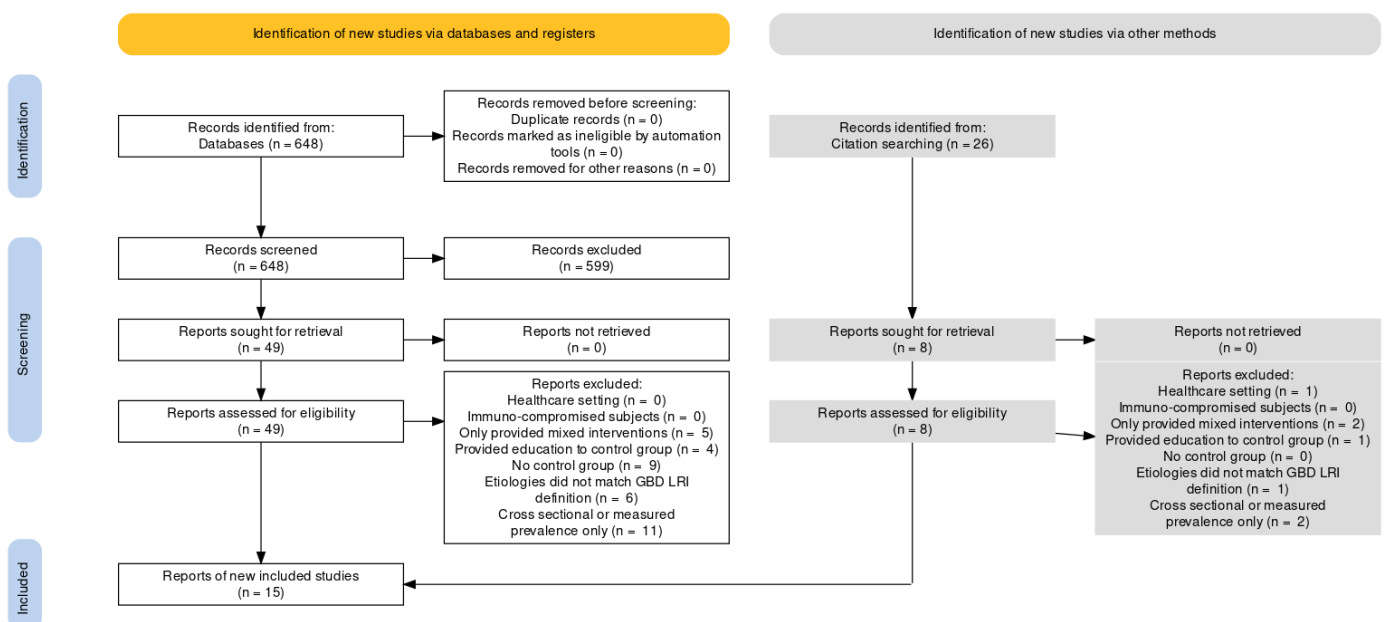 Identification of new studies via databases and registers
Identification of new studies via other methods
Identification
Records identified from:
Databases (n = 648)
Records removed before screening:
Duplicate records (n = 0)
Records marked as ineligible by automation
tools (n = 0)
Records removed for other reasons (n = 0)
Records identified from:
Citation searching (n = 26)
Screening
Records screened
(n = 648)
Records excluded
(n = 599)
Reports sought for retrieval
(n = 49)
Reports not retrieved
(n = 0)
Reports sought for retrieval
(n = 8)
Reports not retrieved
(n = 0)
Reports assessed for eligibility
(n = 49)
Reports excluded:
Healthcare setting (n = 0)
Immuno-compromised subjects (n = 0)
Only provided mixed interventions (n = 5)
Provided education to control group (n = 4)
No control group (n = 9)
Etiologies did not match GBD LRI
definition (n = 6)
Cross sectional or measured
prevalence only (n = 11)
Reports assessed for eligibility
(n = 8)
Reports excluded:
Healthcare setting (n = 1)
Immuno-compromised subjects (n = 0)
Only provided mixed interventions (n = 2)
Provided education to control group (n = 1)
No control group (n = 0)
Etiologies did not match GBD LRI
definition (n = 1)
Cross sectional or measured
prevalence only (n = 2)
Included
Reports of new included studies
(n = 15)